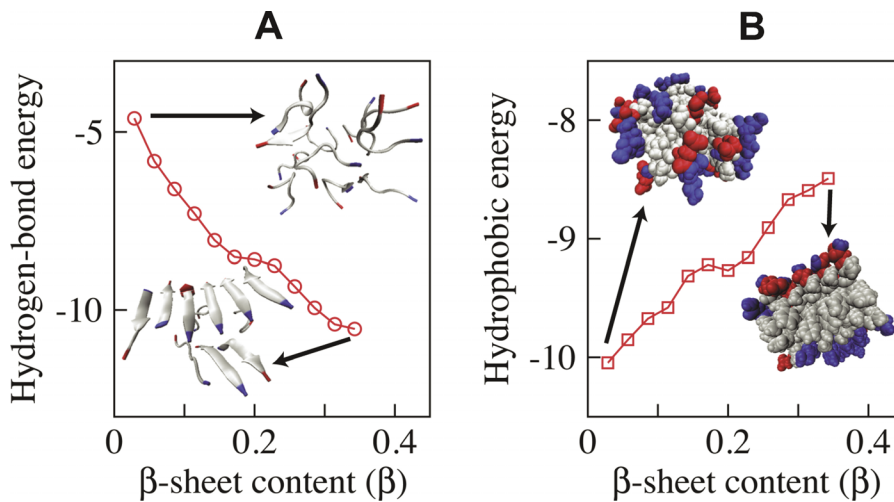 A
Hydrogen-bond energy
-5
-10
0
0.2
0.4
β-sheet content (β)
B
Hydrophobic energy
-8
-9
-10
0
0.2
0.4
β-sheet content (β)